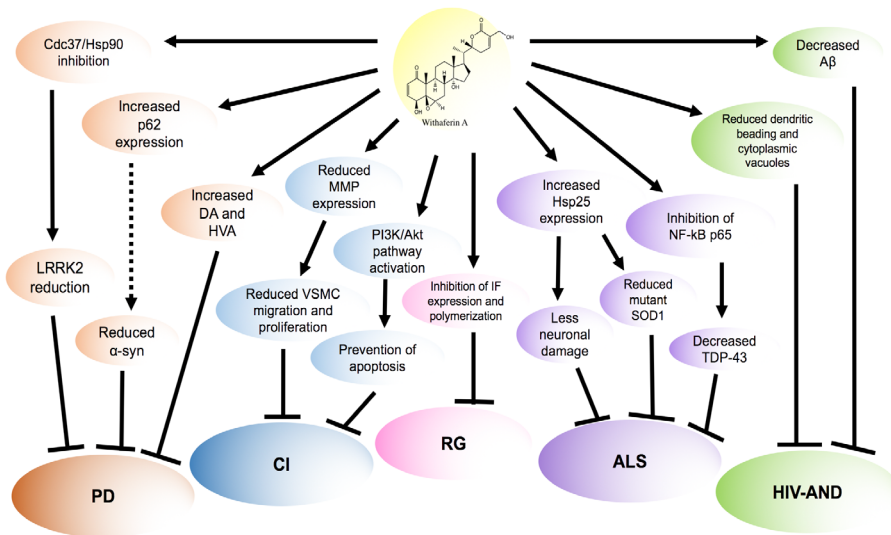 Cdc37/Hsp90
inhibition
Increased
p62
expression
Increased
DA and
HVA
LRRK2
reduction
Reduced
α-syn
PD
O
O
H
OH
O
OH
O
H
OH
Withaferin A
Reduced
MMP
expression
PI3K/Akt
pathway
activation
Reduced VSMC
migration and
proliferation
Prevention of
apoptosis
CI
Inhibition of IF
expression and
polymerization
RG
Increased
Hsp25
expression
Inhibition of
NF-kB p65
Reduced
mutant
SOD1
Less
neuronal
damage
Decreased
TDP-43
ALS
Decreased
Aβ
Reduced dendritic
beading and
cytoplasmic
vacuoles
HIV-AND